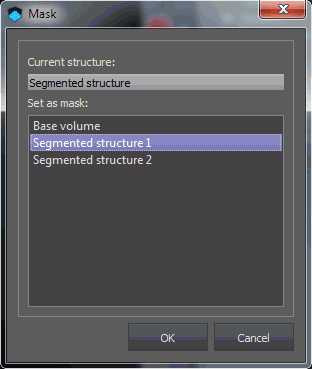 Mask
Current structure:
Segmented structure
Set as mask:
Base volume
Segmented structure 1
Segmented structure 2
OK
Cancel